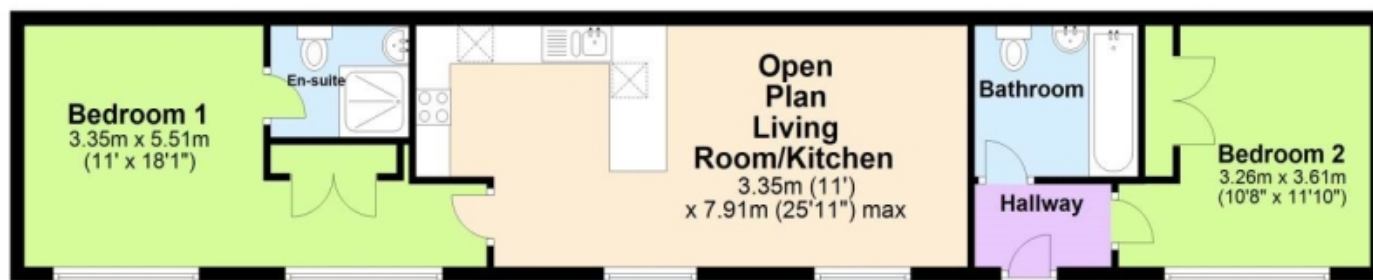 Bedroom 1
3.35m x 5.51m
(11' x 18'1")
En-suite
Open
Plan
Living
Room/Kitchen
3.35m (11')
x 7.91m (25'11") max
Bathroom
Hallway
Bedroom 2
3.26m x 3.61m
(10'8" x 11'10")